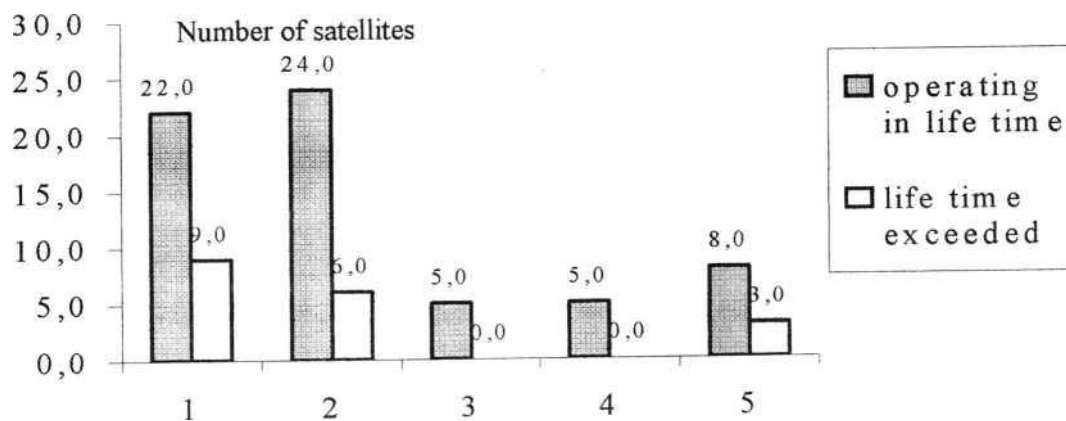 Number of satellites
30,0
25,0
20,0
15,0
10,0
5,0
0,0
22,0
9,0
24,0
6,0
5,0
0,0
5,0
0,0
8,0
3,0
1 2 3 4 5
operating
in life time
life time
exceeded